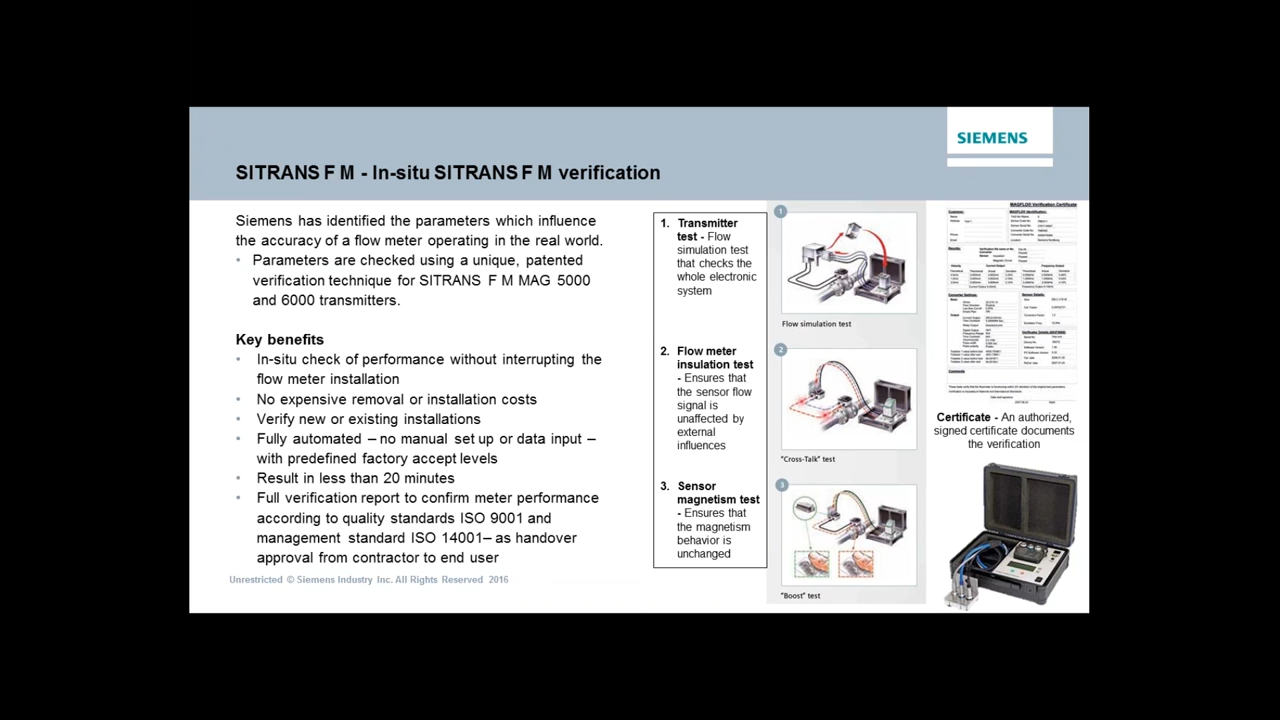 SIEMENS
SITRANS F M - In-situ SITRANS F M verification
Siemens has identified the parameters which influence
the accuracy of a flow meter operating in the real world.
• Parameters are checked using a unique, patented
verification technique for SITRANS F M MAG 5000
and 6000 transmitters.
Key benefits
• In-situ check of performance without interrupting the
flow meter installation
• No expensive removal or installation costs
• Verify new or existing installations
• Fully automated – no manual set up or data input –
with predefined factory accept levels
• Result in less than 20 minutes
• Full verification report to confirm meter performance
according to quality standards ISO 9001 and
management standard ISO 14001– as handover
approval from contractor to end user
Unrestricted © Siemens Industry Inc. All Rights Reserved 2016
1. Transmitter
test - Flow
simulation test
that checks the
whole electronic
system
2. Flow meter
insulation test
- Ensures that
the sensor flow
signal is
unaffected by
external
influences
3. Sensor
magnetism test
- Ensures that
the magnetism
behavior is
unchanged
1
Flow simulation test
2
"Cross-Talk" test
3
"Boost" test
MAGFLO® Verification Certificate
Certificate - An authorized,
signed certificate documents
the verification